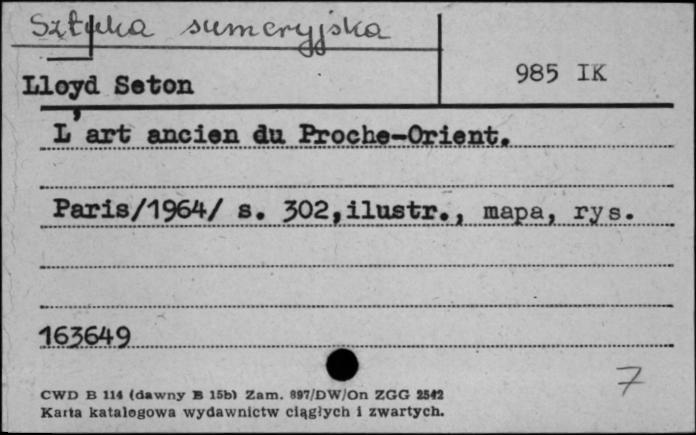 Sztuka sumeryjska
Lloyd Seton
985 IK
L'art ancien du Proche-Orient.
Paris/1964/ s. 302,ilustr., mapa, rys.
163649
7
CWD B 114 (dawny B 15b) Zam. 897/DW/On ZGG 2542
Karta katalogowa wydawnictw ciągłych i zwartych.